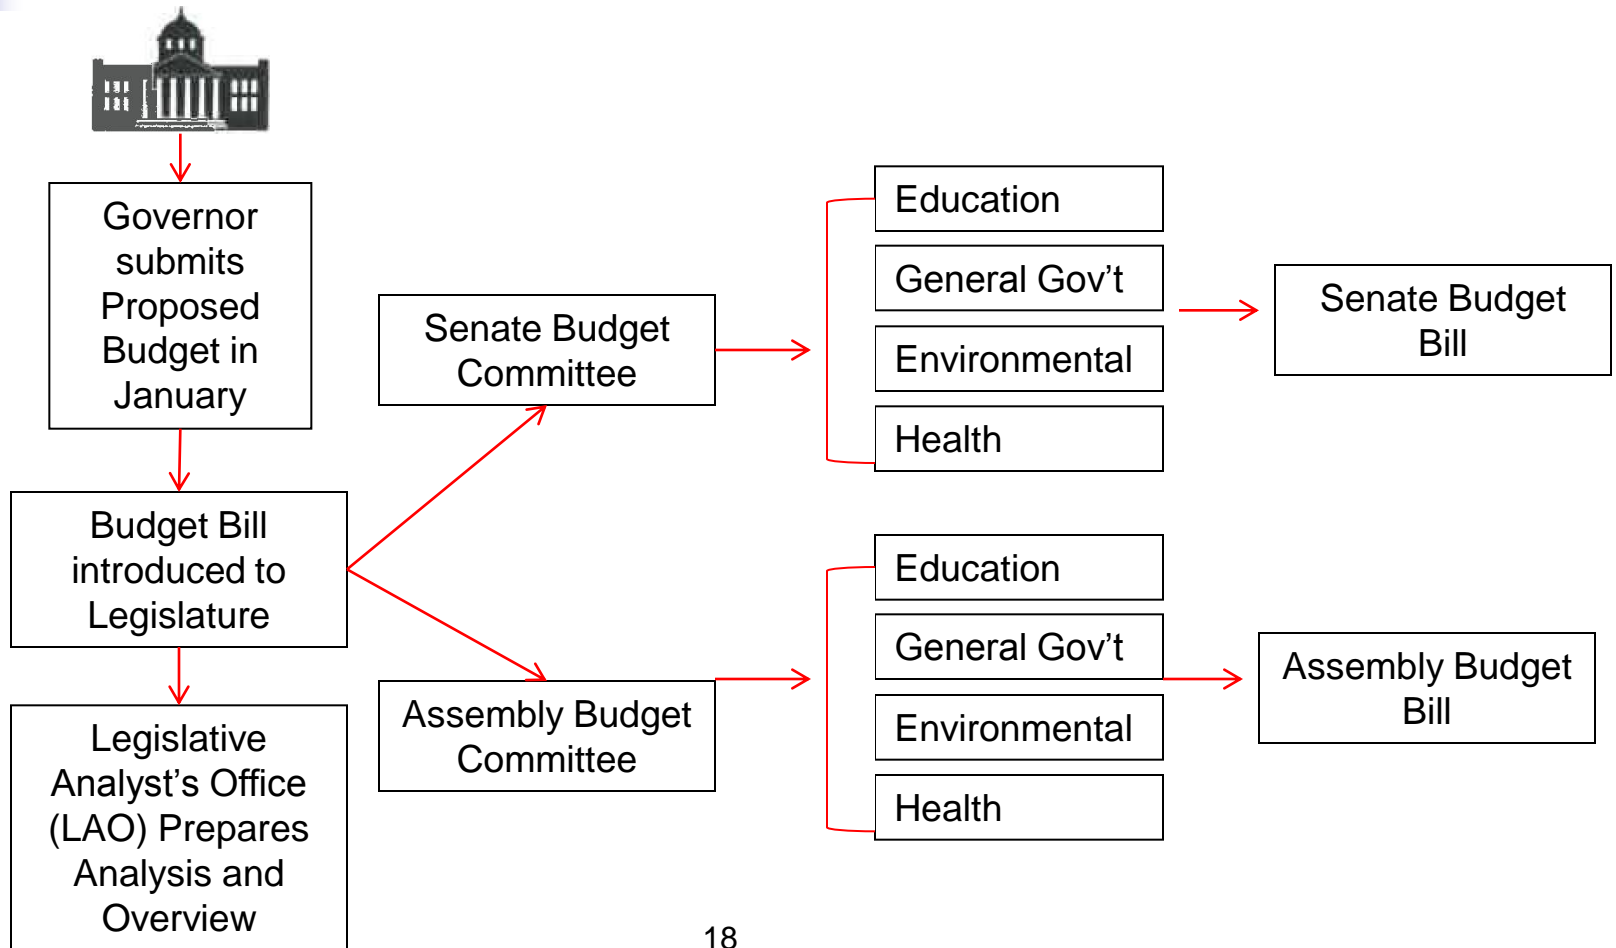 Governor
submits
Proposed
Budget in
January
Budget Bill
introduced to
Legislature
Legislative
Analyst’s Office
(LAO) Prepares
Analysis and
Overview
Senate Budget
Committee
Education
General Gov’t
Environmental
Health
Senate Budget
Bill
Assembly Budget
Committee
Education
General Gov’t
Environmental
Health
Assembly Budget
Bill
18